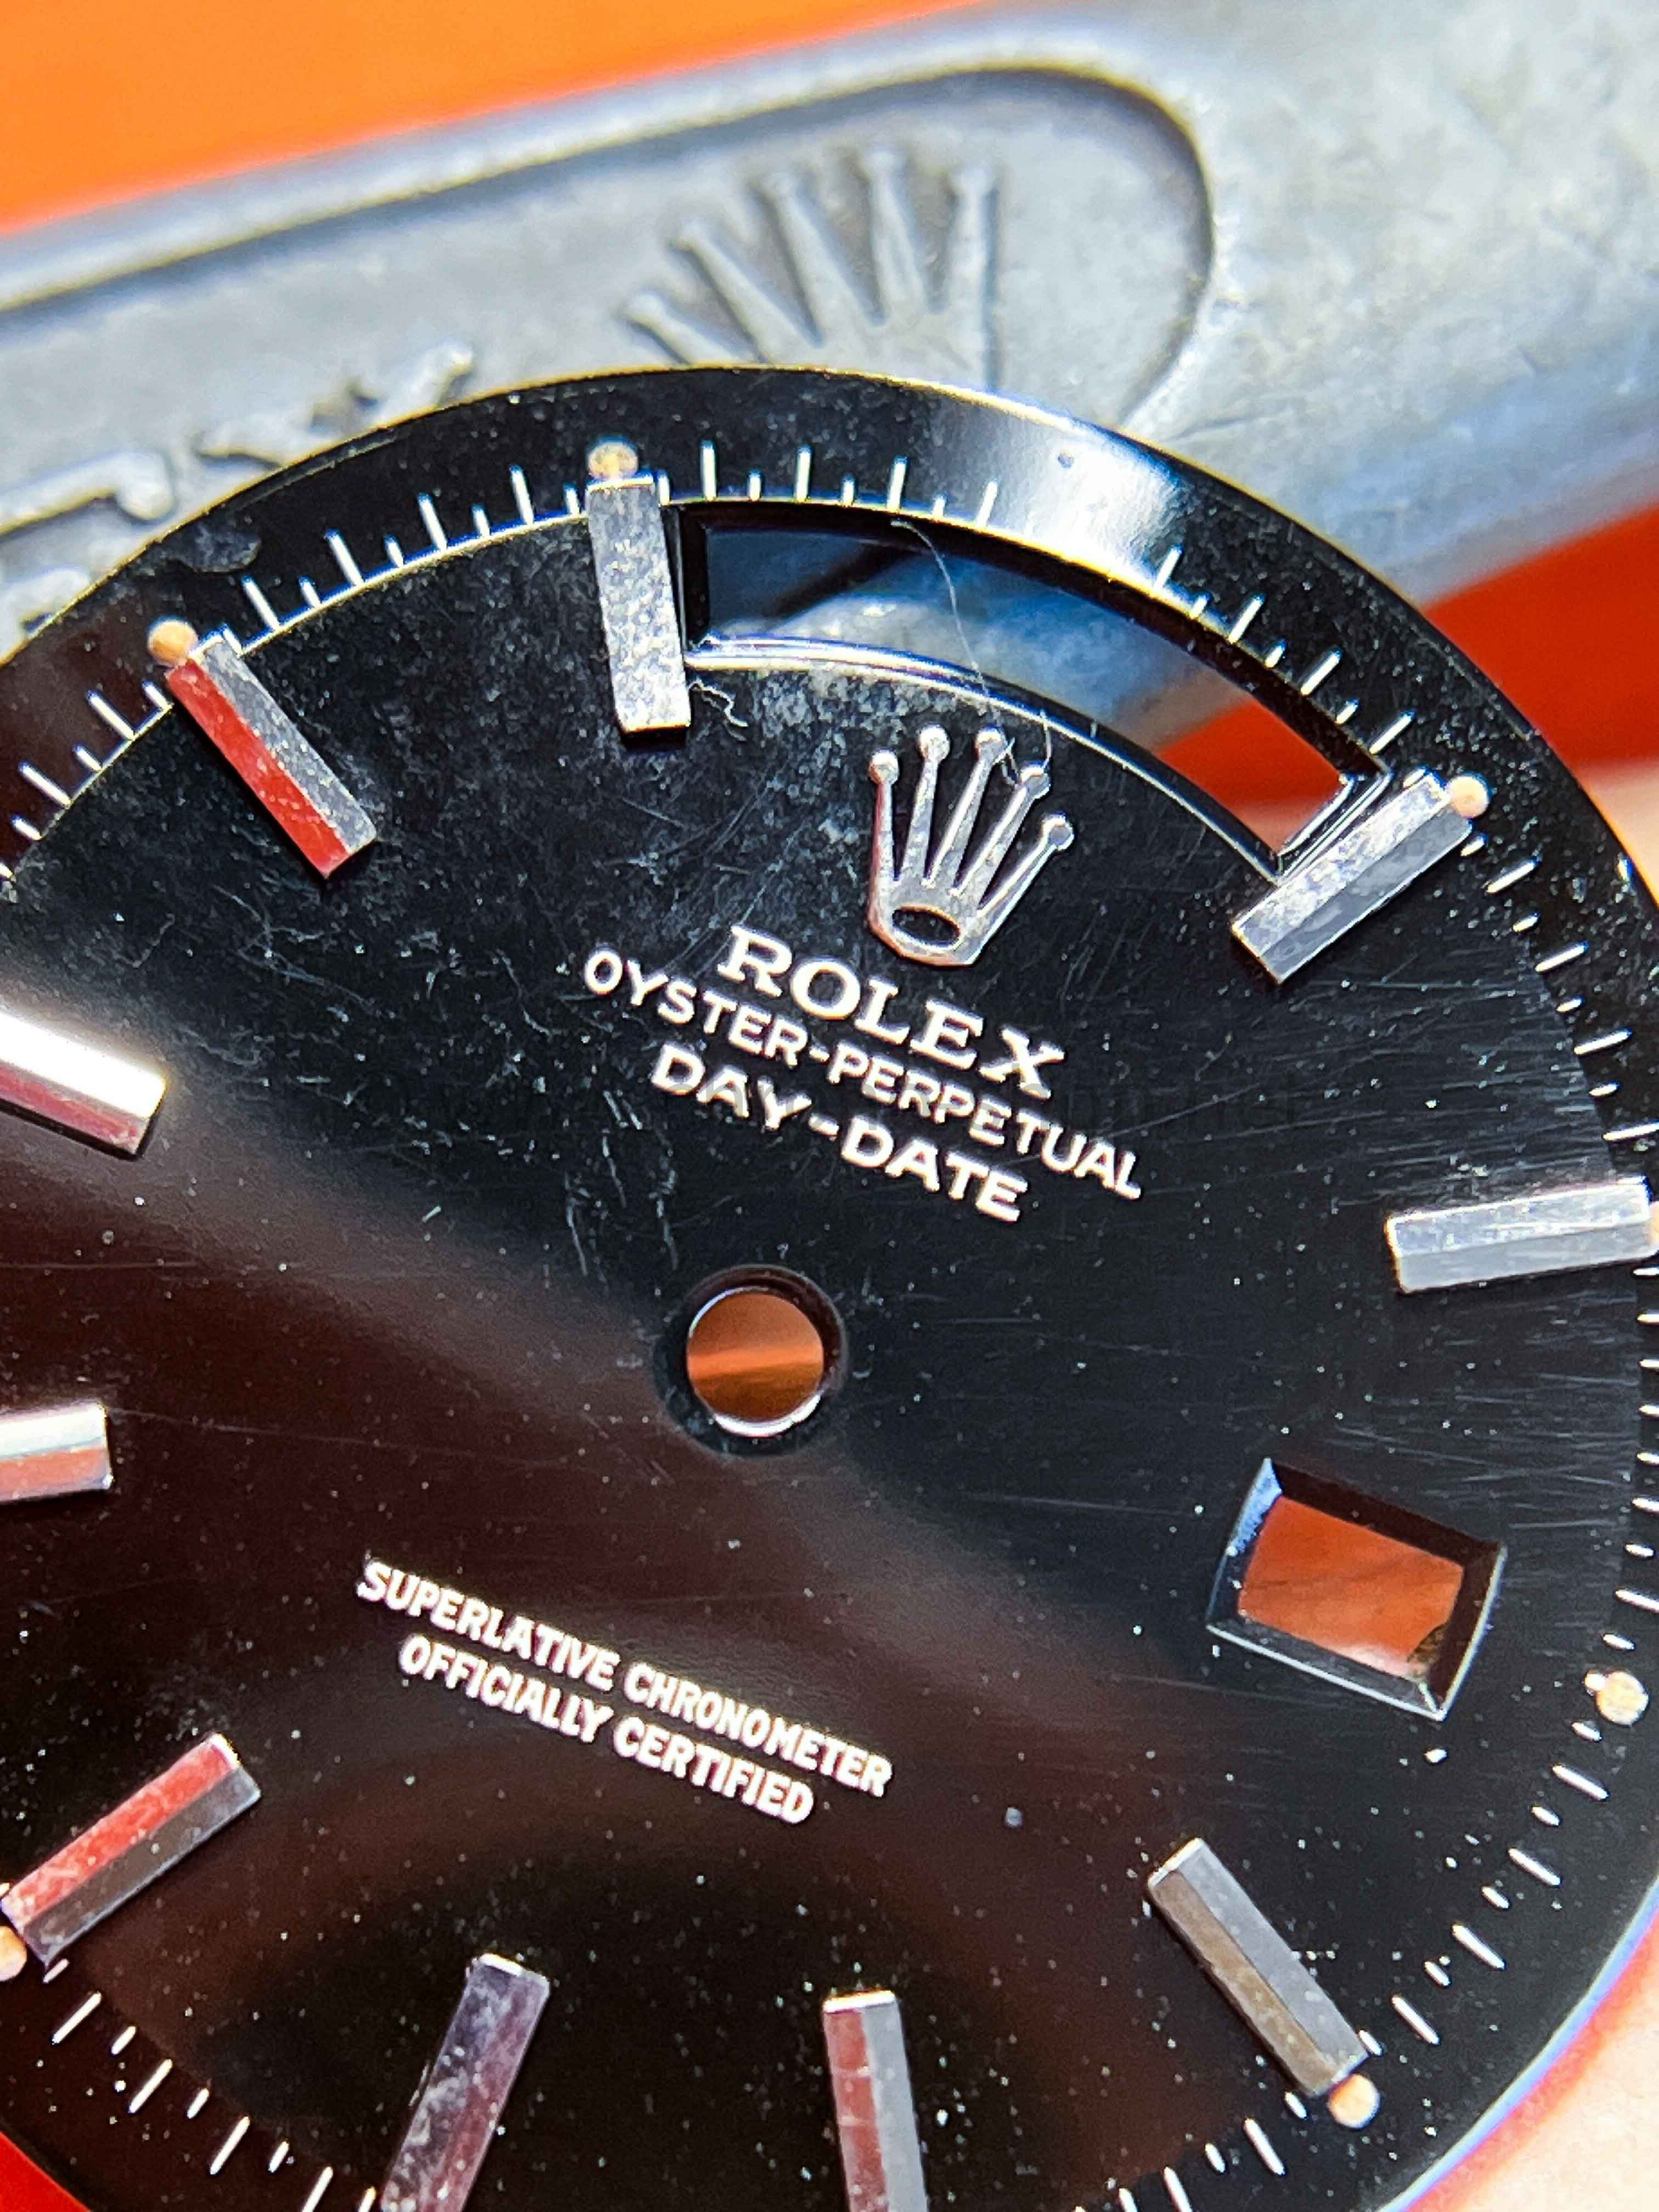 ROLEX
OYSTER-PERPETUAL
DAY-DATE
SUPERLATIVE CHRONOMETER
OFFICIALLY CERTIFIED